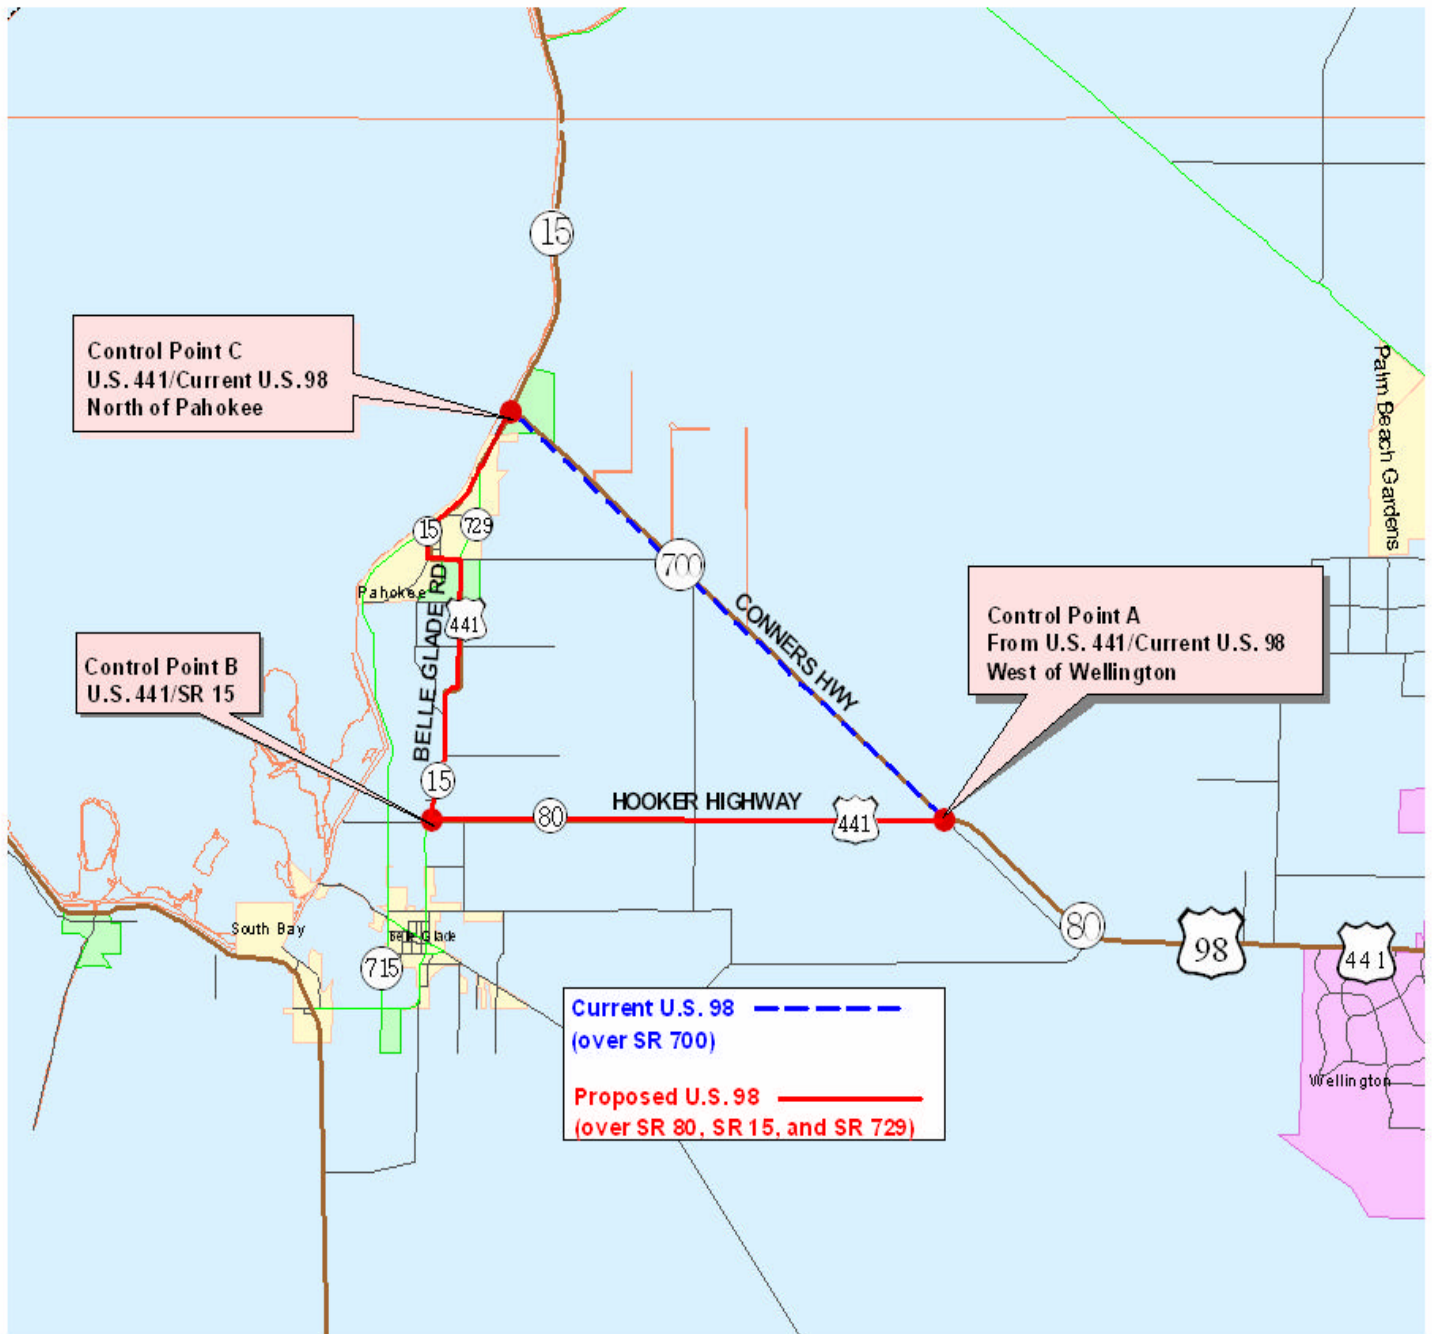 15
Control Point C
U.S. 441/Current U.S. 98
North of Pahokee
Palm Beach Gardens
15
729
700
Pahokee
441
BELLE GLADE RD
CONNERS HWY
Control Point A
From U.S. 441/Current U.S. 98
West of Wellington
Control Point B
U.S. 441/SR 15
15
80
HOOKER HIGHWAY
441
South Bay
Belle Glade
715
80
98
441
Current U.S. 98
(over SR 700)
Proposed U.S. 98
(over SR 80, SR 15, and SR 729)
Wellington